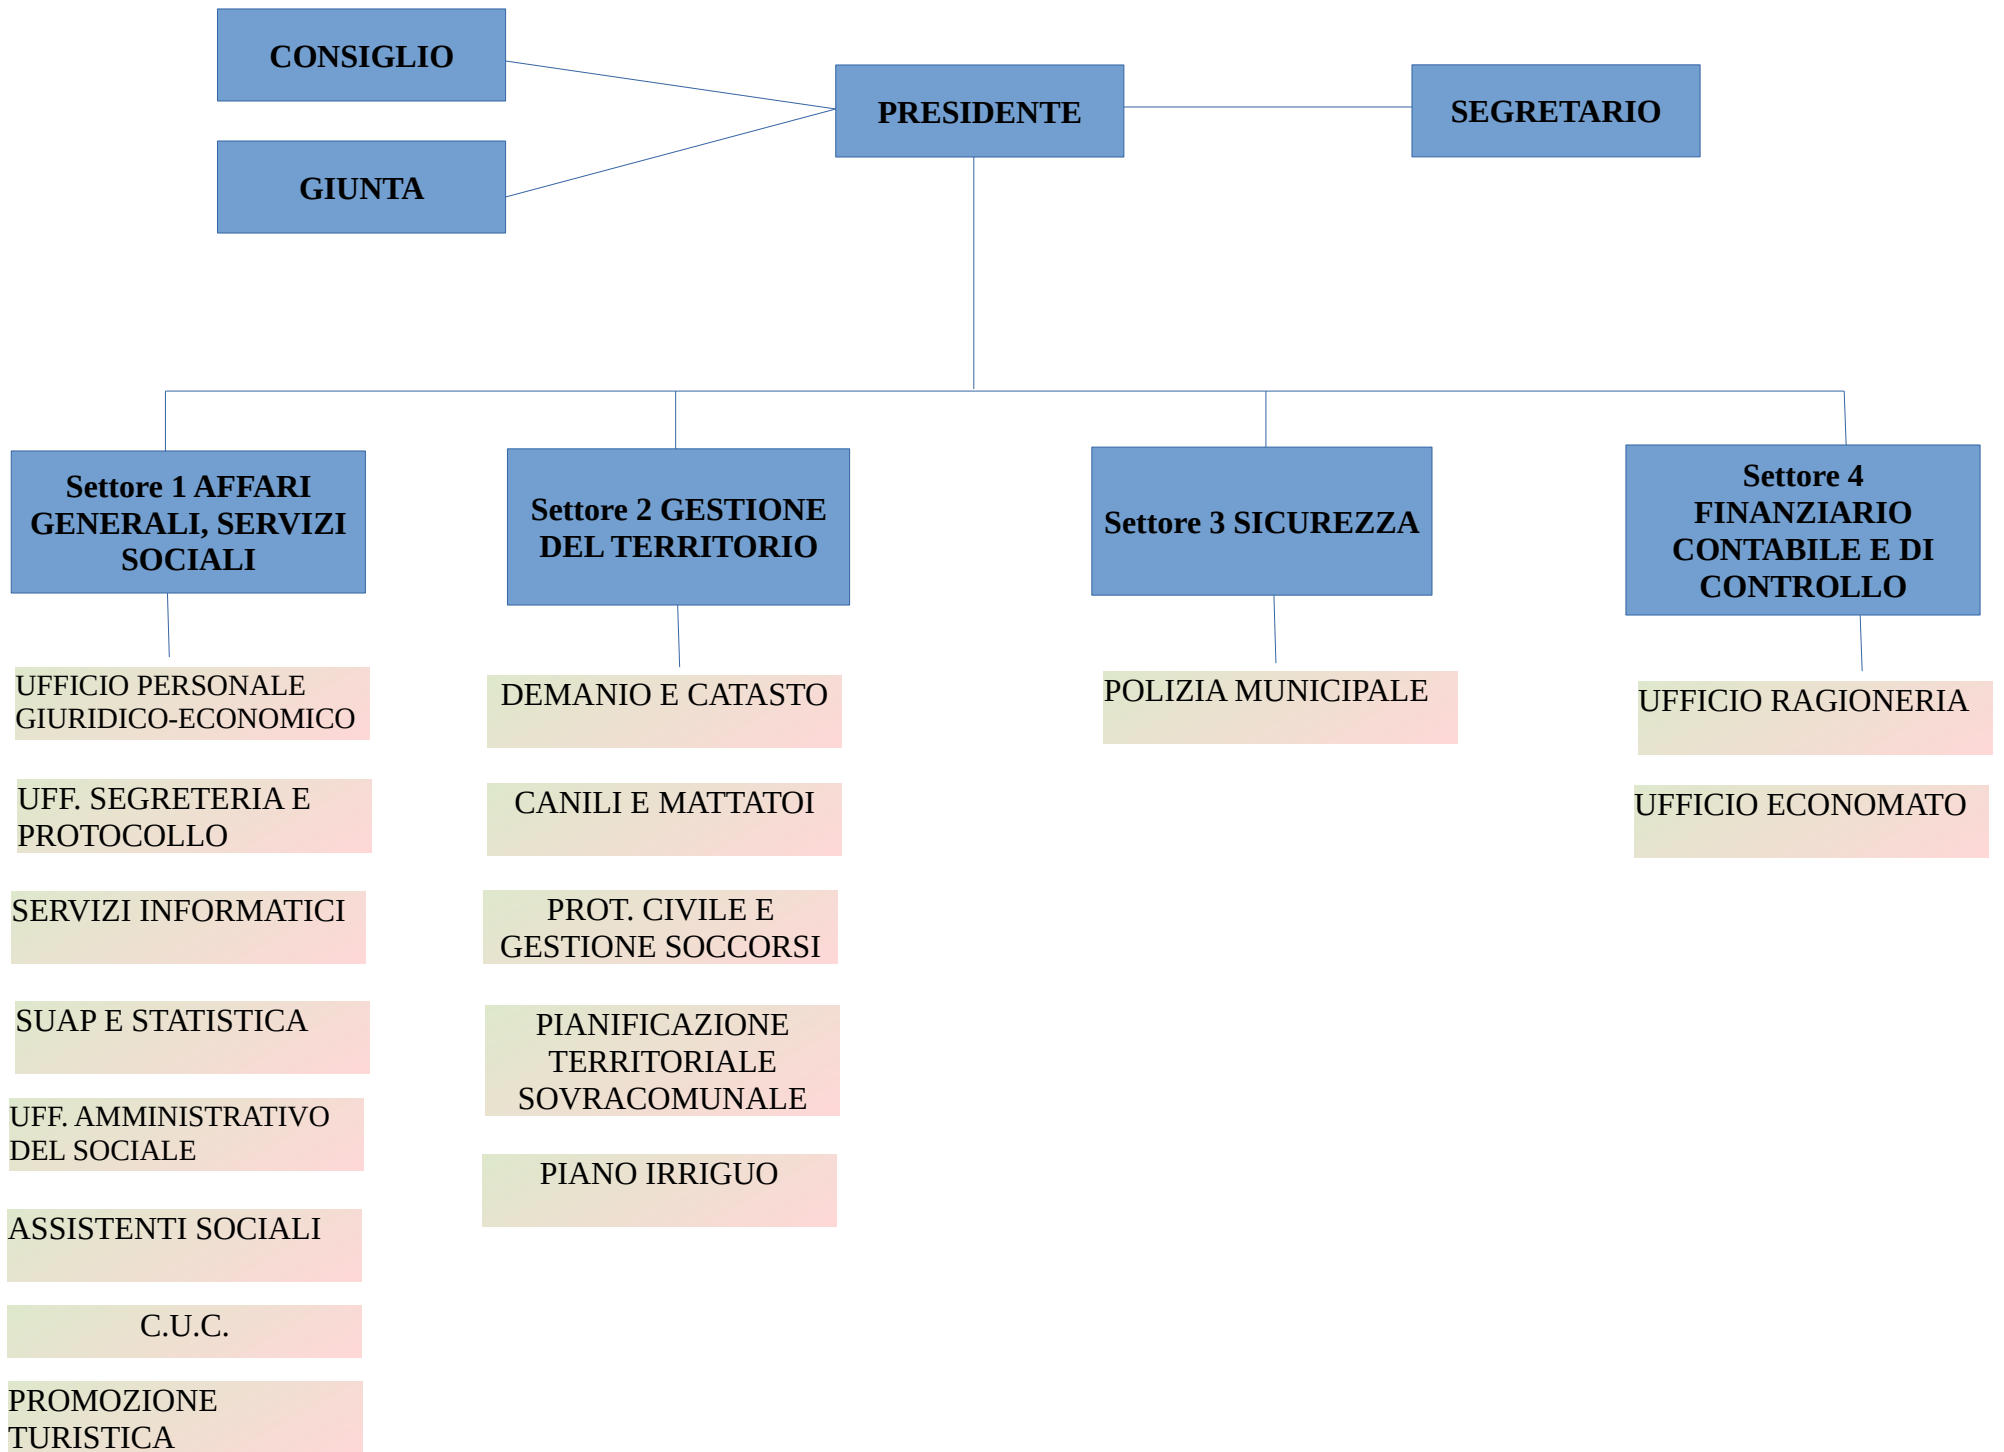 CONSIGLIO
GIUNTA
PRESIDENTE
SEGRETARIO
Settore 1 AFFARI
GENERALI, SERVIZI
SOCIALI
UFFICIO PERSONALE
GIURIDICO-ECONOMICO
UFF. SEGRETERIA E
PROTOCOLLO
SERVIZI INFORMATICI
SUAP E STATISTICA
UFF. AMMINISTRATIVO
DEL SOCIALE
ASSISTENTI SOCIALI
C.U.C.
PROMOZIONE
TURISTICA
Settore 2 GESTIONE
DEL TERRITORIO
DEMANIO E CATASTO
CANILI E MATTATOI
PROT. CIVILE E
GESTIONE SOCCORSI
PIANIFICAZIONE
TERRITORIALE
SOVRACOMUNALE
PIANO IRRIGUO
Settore 3 SICUREZZA
POLIZIA MUNICIPALE
Settore 4
FINANZIARIO
CONTABILE E DI
CONTROLLO
UFFICIO RAGIONERIA
UFFICIO ECONOMATO